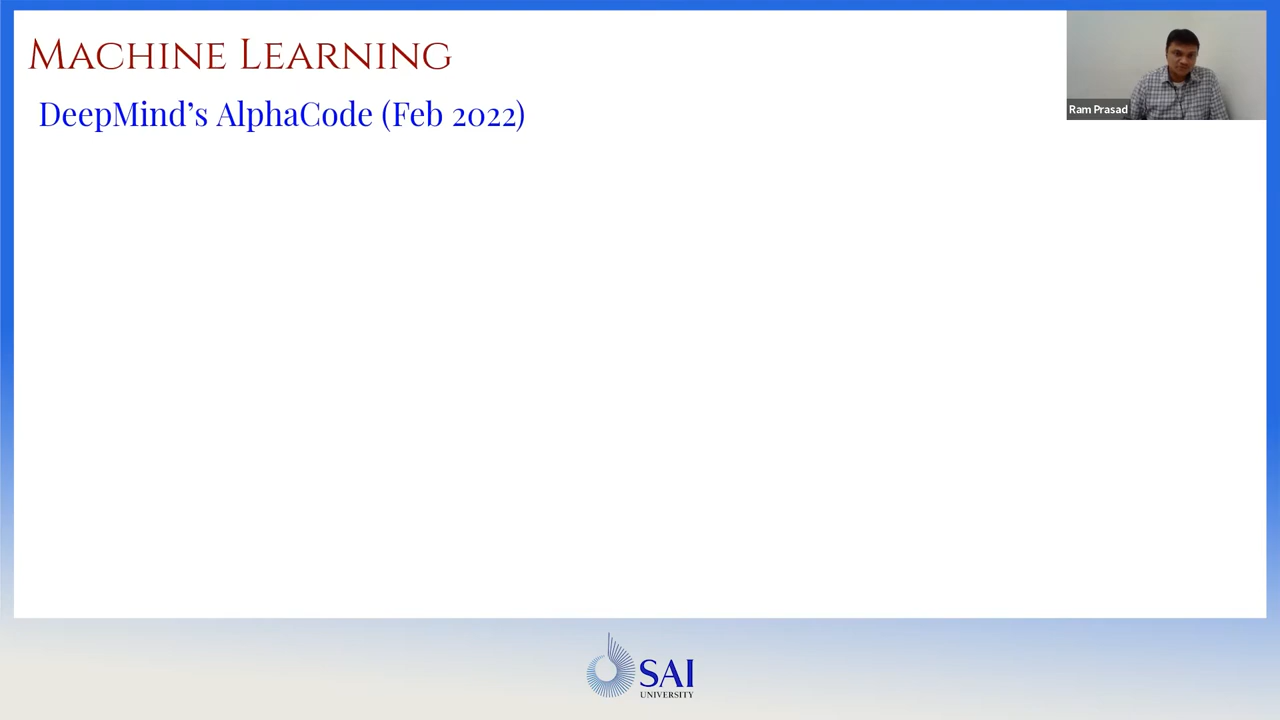 Machine Learning
DeepMind's AlphaCode (Feb 2022)
Ram Prasad
SAI
UNIVERSITY